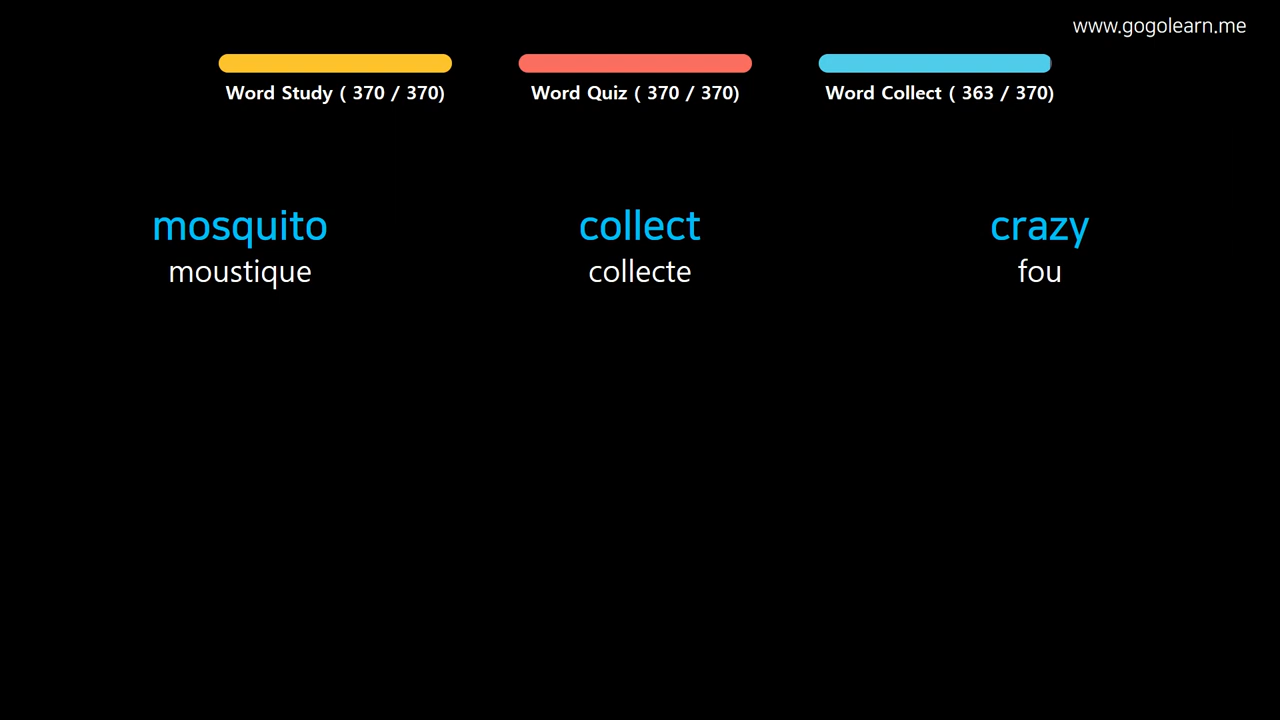 www.gogolearn.me
Word Study ( 370 / 370)
Word Quiz ( 370 / 370)
Word Collect ( 363 / 370)
mosquito
moustique
collect
collecte
crazy
fou